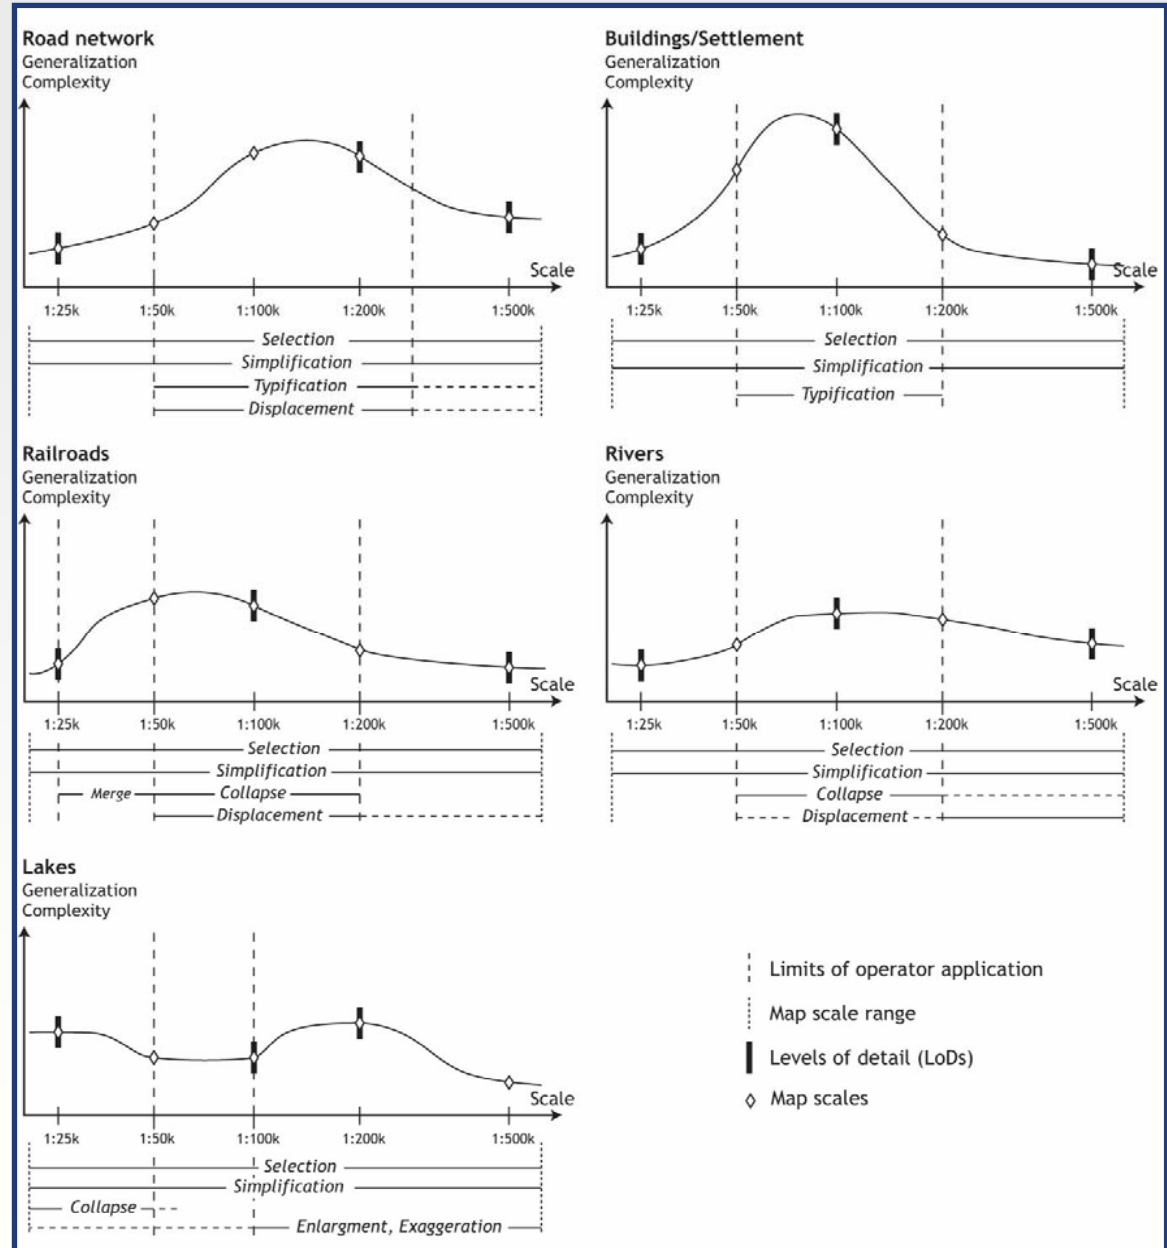 Road network
Generalization
Complexity
Scale
1:25k 1:50k 1:100k 1:200k 1:500k
Selection
Simplification
Typification
Displacement
Buildings/Settlement
Generalization
Complexity
Scale
1:25k 1:50k 1:100k 1:200k 1:500k
Selection
Simplification
Typification
Railroads
Generalization
Complexity
Scale
1:25k 1:50k 1:100k 1:200k 1:500k
Selection
Simplification
Merge Collapse
Displacement
Rivers
Generalization
Complexity
Scale
1:25k 1:50k 1:100k 1:200k 1:500k
Selection
Simplification
Collapse
Displacement
Lakes
Generalization
Complexity
Scale
1:25k 1:50k 1:100k 1:200k 1:500k
Selection
Simplification
Collapse
Enlargment, Exaggeration
Limits of operator application
Map scale range
Levels of detail (LoDs)
Map scales